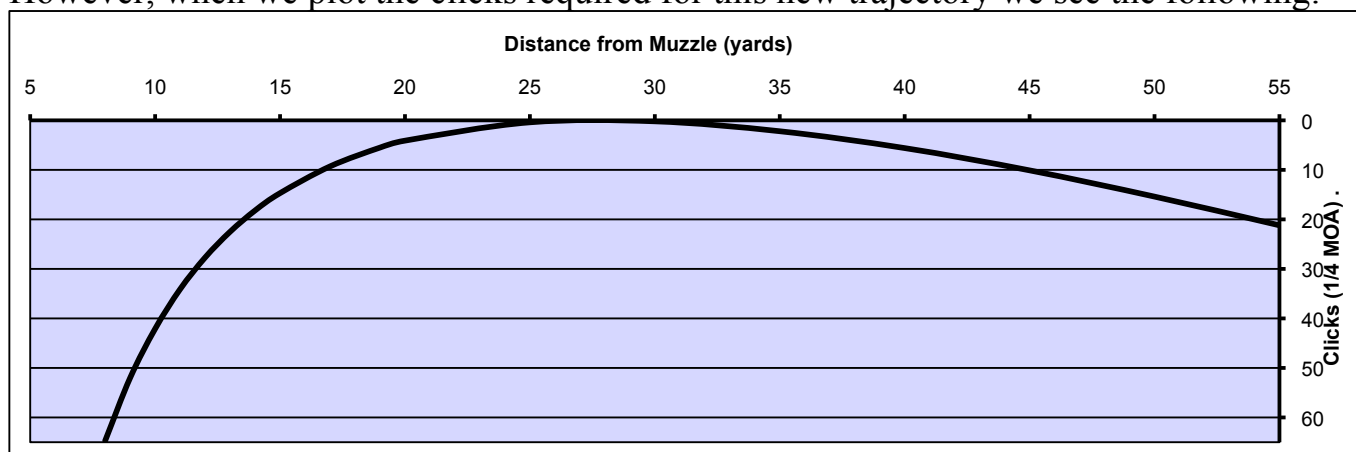 However, when we plot the clicks required for this new trajectory we see the following:
Distance from Muzzle (yards)
5 10 15 20 25 30 35 40 45 50 55
0
10
20
30
40
50
60
Clicks (1/4 MOA) .